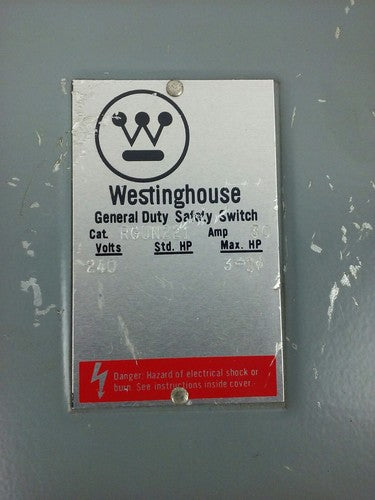 W
Westinghouse
General Duty Safety Switch
Cat. Amp
Volts Std. HP Max. HP
240
Danger: Hazard of electrical shock or
burn. See instructions inside cover.